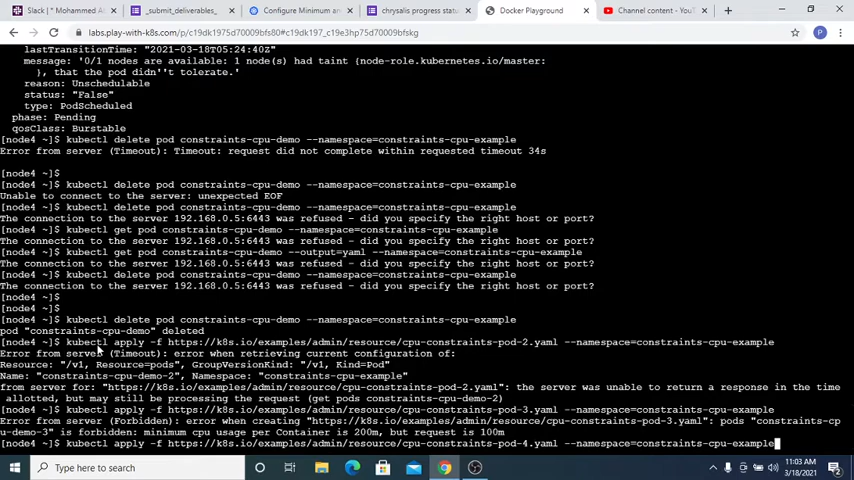 Slack | * Mohammed As
_submit_deliverables_
Configure Minimum an
chrysalis progress statu
Docker Playground
Channel content - YouT
labs.play-with-k8s.com/p/c19dk375d70009bfs80#c19dk197_c19e3hp75d70009bfskg
lastTransitionTime: "2021-03-18T05:24:40Z"
message: '0/1 nodes are available: 1 node(s) had taint {node-role.kubernetes.io/master:
}, that the pod didn''t tolerate.'
reason: Unschedulable
status: "False"
type: PodScheduled
phase: Pending
qosClass: Burstable
[node4 ~]$ kubectl delete pod constraints-cpu-demo --namespace=constraints-cpu-example
Error from server (Timeout): Timeout: request did not complete within requested timeout 34s
[node4 ~]$
[node4 ~]$ kubectl delete pod constraints-cpu-demo --namespace=constraints-cpu-example
Unable to connect to the server: unexpected EOF
[node4 ~]$ kubectl delete pod constraints-cpu-demo --namespace=constraints-cpu-example
The connection to the server 192.168.0.5:6443 was refused - did you specify the right host or port?
[node4 ~]$ kubectl get pod constraints-cpu-demo --namespace=constraints-cpu-example
The connection to the server 192.168.0.5:6443 was refused - did you specify the right host or port?
[node4 ~]$ kubectl get pod constraints-cpu-demo --output=yaml --namespace=constraints-cpu-example
The connection to the server 192.168.0.5:6443 was refused - did you specify the right host or port?
[node4 ~]$ kubectl delete pod constraints-cpu-demo --namespace=constraints-cpu-example
The connection to the server 192.168.0.5:6443 was refused - did you specify the right host or port?
[node4 ~]$
[node4 ~]$
[node4 ~]$ kubectl delete pod constraints-cpu-demo --namespace=constraints-cpu-example
pod "constraints-cpu-demo" deleted
[node4 ~]$ kubectl apply -f https://k8s.io/examples/admin/resource/cpu-constraints-pod-2.yaml --namespace=constraints-cpu-example
Error from server (Timeout): error when retrieving current configuration of:
Resource: "/v1, Resource=pods", GroupVersionKind: "/v1, Kind=Pod"
Name: "constraints-cpu-demo-2", Namespace: "constraints-cpu-example"
from server for: "https://k8s.io/examples/admin/resource/cpu-constraints-pod-2.yaml": the server was unable to return a response in the time
allotted, but may still be processing the request (get pods constraints-cpu-demo-2)
[node4 ~]$ kubectl apply -f https://k8s.io/examples/admin/resource/cpu-constraints-pod-3.yaml --namespace=constraints-cpu-example
Error from server (Forbidden): error when creating "https://k8s.io/examples/admin/resource/cpu-constraints-pod-3.yaml": pods "constraints-cp
u-demo-3" is forbidden: minimum cpu usage per Container is 200m, but request is 100m
[node4 ~]$ kubectl apply -f https://k8s.io/examples/admin/resource/cpu-constraints-pod-4.yaml --namespace=constraints-cpu-example
Type here to search
11:03 AM
3/18/2021
2
P